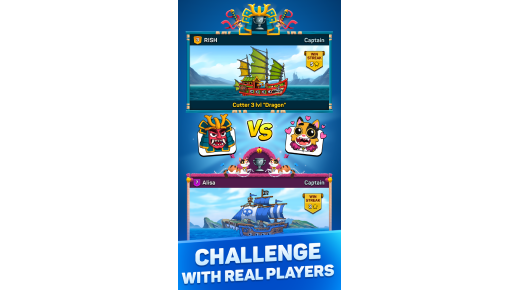 RISH
Captain
WIN
STREAK
Cutter 3 lvl "Dragon"
VS
Alisa
Captain
WIN
STREAK
CHALLENGE
WITH REAL PLAYERS